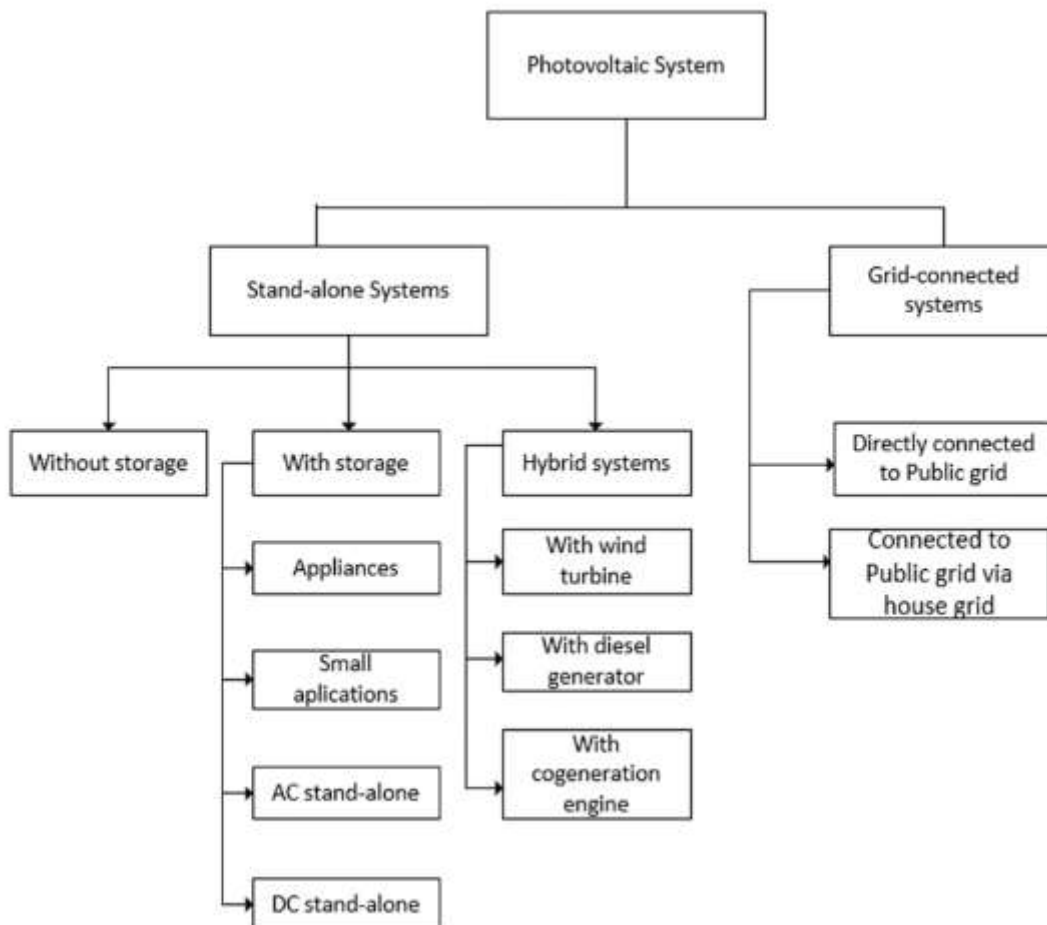 Photovoltaic System
Stand-alone Systems
Grid-connected
systems
Without storage
With storage
Hybrid systems
Directly connected
to Public grid
Appliances
With wind
turbine
Connected to
Public grid via
house grid
Small
aplications
With diesel
generator
AC stand-alone
With
cogeneration
engine
DC stand-alone